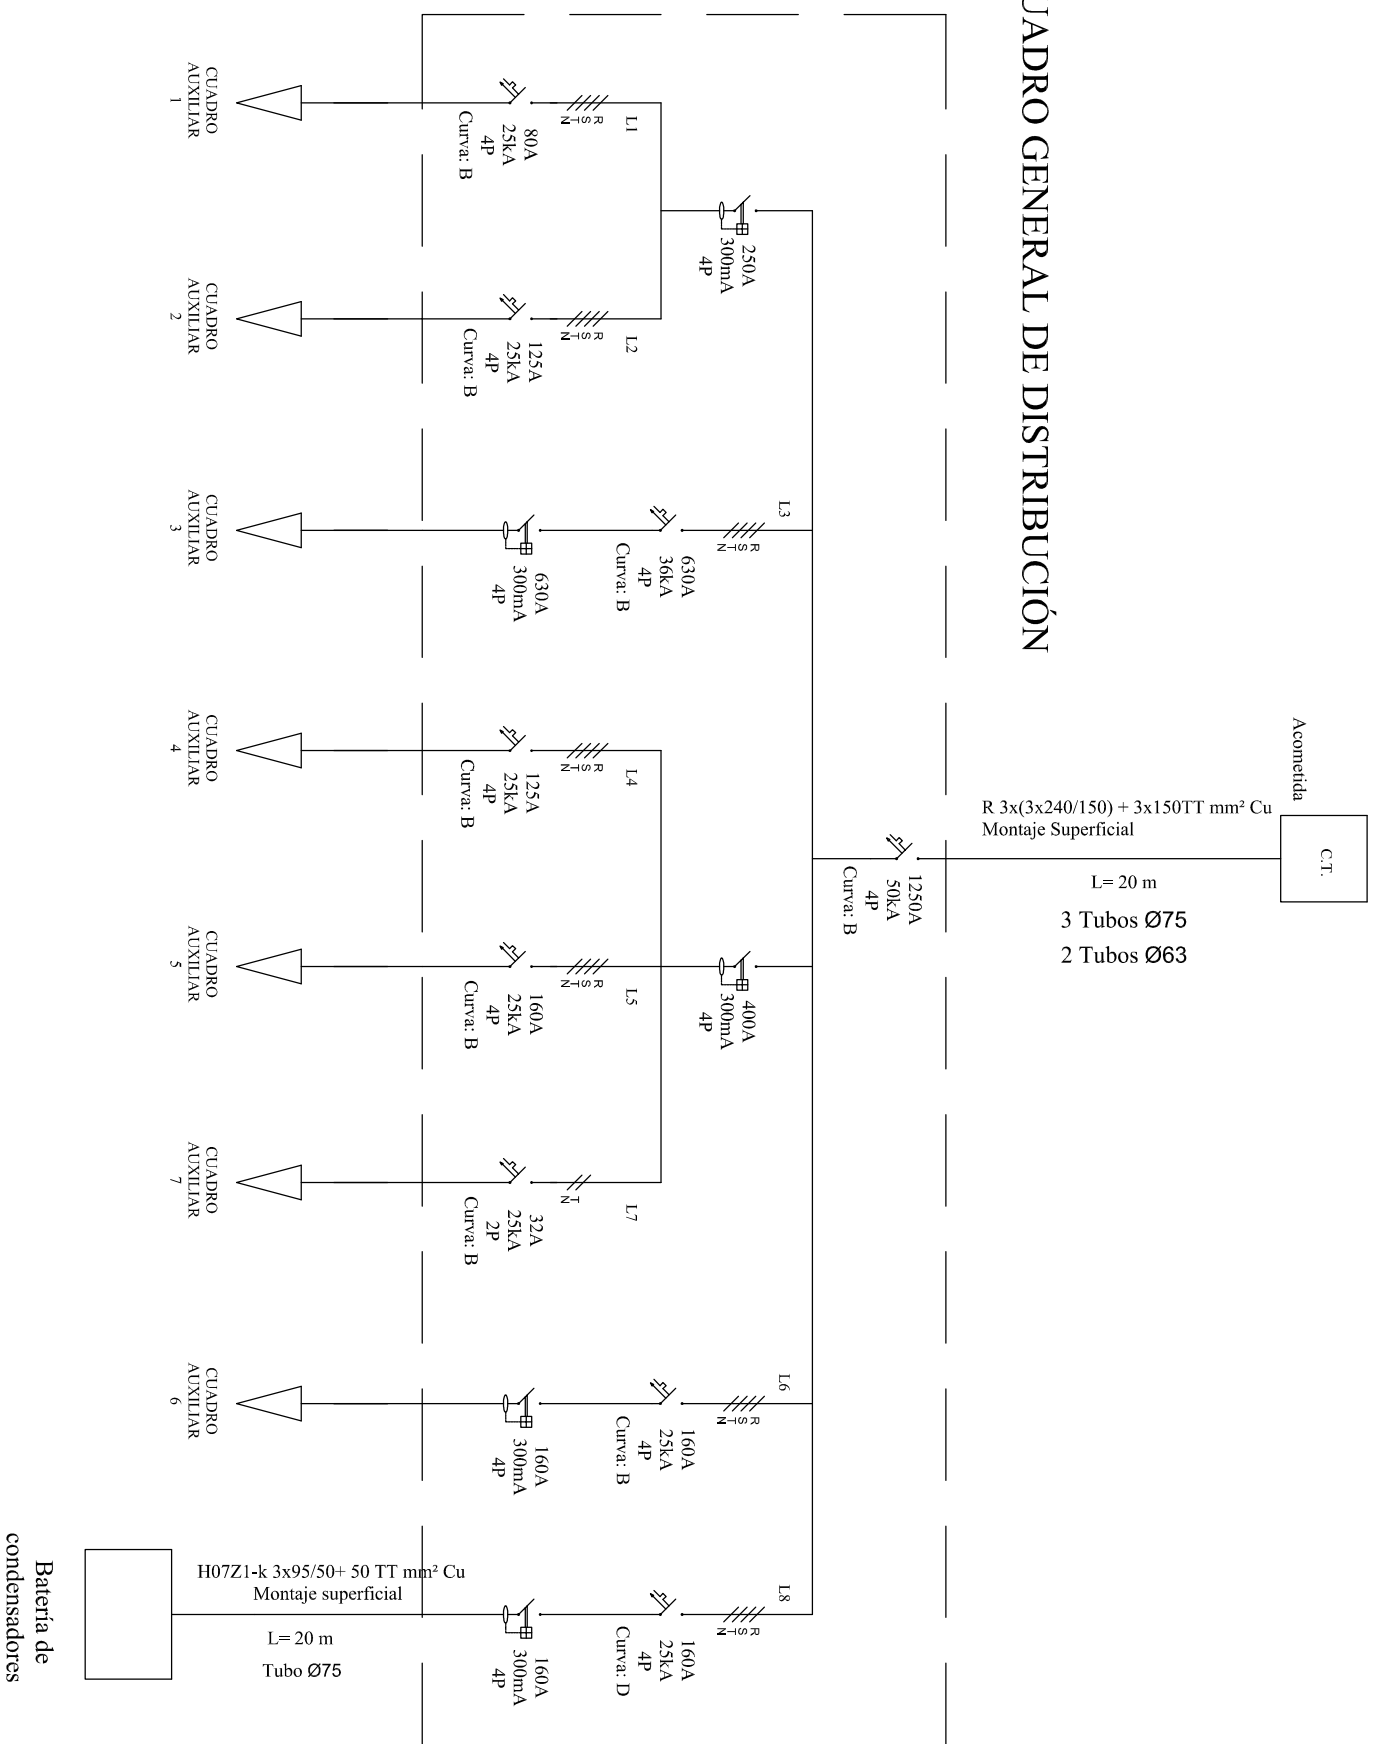 UADRO GENERAL DE DISTRIBUCIÓN
Acometida
C.T.
R 3x(3x240/150) + 3x150TT mm² Cu
Montaje Superficial
L= 20 m
3 Tubos Ø75
2 Tubos Ø63
1250A
50kA
4P
Curva: B
250A
300mA
4P
400A
300mA
4P
L1
R
S
T
N
80A
25kA
4P
Curva: B
CUADRO
AUXILIAR
1
L2
R
S
T
N
125A
25kA
4P
Curva: B
CUADRO
AUXILIAR
2
L3
R
S
T
N
630A
36kA
4P
Curva: B
630A
300mA
4P
CUADRO
AUXILIAR
3
L4
R
S
T
N
125A
25kA
4P
Curva: B
CUADRO
AUXILIAR
4
L5
R
S
T
N
160A
25kA
4P
Curva: B
CUADRO
AUXILIAR
5
L7
T
N
32A
25kA
2P
Curva: B
CUADRO
AUXILIAR
7
L6
R
S
T
N
160A
25kA
4P
Curva: B
160A
300mA
4P
CUADRO
AUXILIAR
6
L8
R
S
T
N
160A
25kA
4P
Curva: D
160A
300mA
4P
H07Z1-k 3x95/50+ 50 TT mm² Cu
Montaje superficial
L= 20 m
Tubo Ø75
Batería de
condensadores